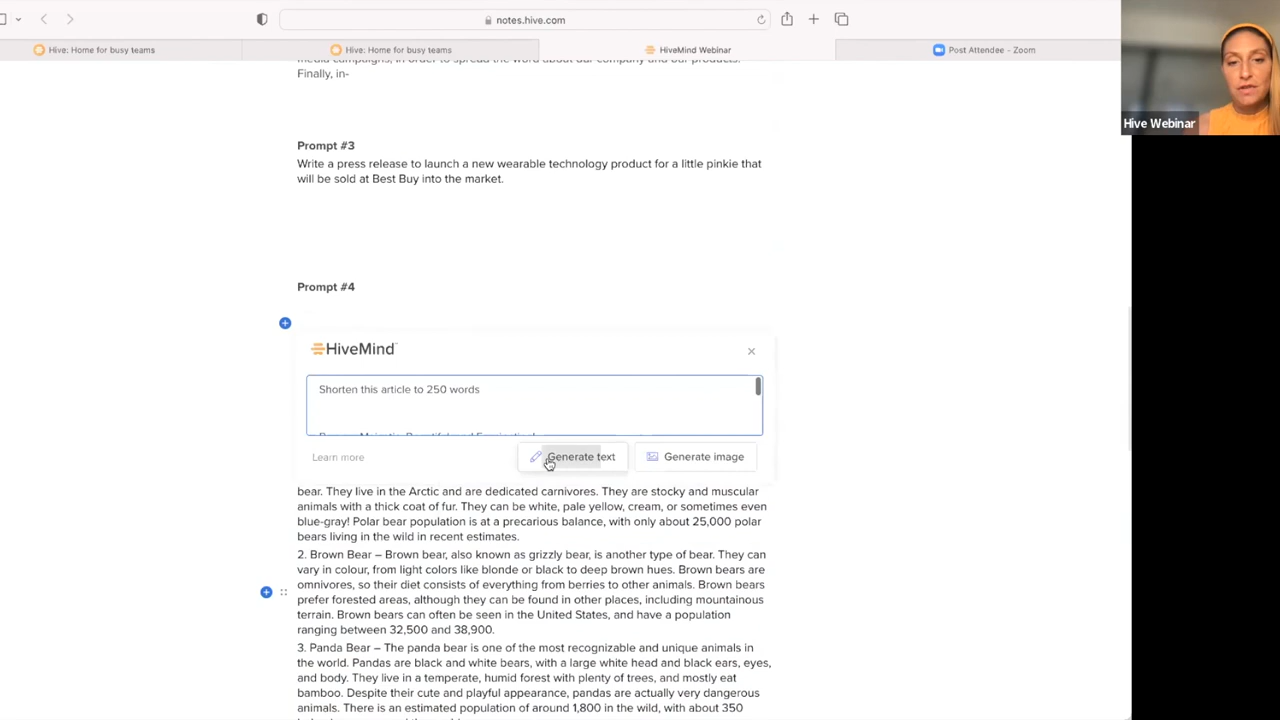 notes.hive.com
Hive: Home for busy teams
Hive: Home for busy teams
HiveMind Webinar
Post Attendee - Zoom
Hive Webinar
media campaigns, in order to spread the word about our company and our products.
Finally, in-
Prompt #3
Write a press release to launch a new wearable technology product for a little pinkie that
will be sold at Best Buy into the market.
Prompt #4
HiveMind
Shorten this article to 250 words
Learn more
Generate text
Generate image
bear. They live in the Arctic and are dedicated carnivores. They are stocky and muscular
animals with a thick coat of fur. They can be white, pale yellow, cream, or sometimes even
blue-gray! Polar bear population is at a precarious balance, with only about 25,000 polar
bears living in the wild in recent estimates.
2. Brown Bear – Brown bear, also known as grizzly bear, is another type of bear. They can
vary in colour, from light colors like blonde or black to deep brown hues. Brown bears are
omnivores, so their diet consists of everything from berries to other animals. Brown bears
prefer forested areas, although they can be found in other places, including mountainous
terrain. Brown bears can often be seen in the United States, and have a population
ranging between 32,500 and 38,900.
3. Panda Bear – The panda bear is one of the most recognizable and unique animals in
the world. Pandas are black and white bears, with a large white head and black ears, eyes,
and body. They live in a temperate, humid forest with plenty of trees, and mostly eat
bamboo. Despite their cute and playful appearance, pandas are actually very dangerous
animals. There is an estimated population of around 1,800 in the wild, with about 350